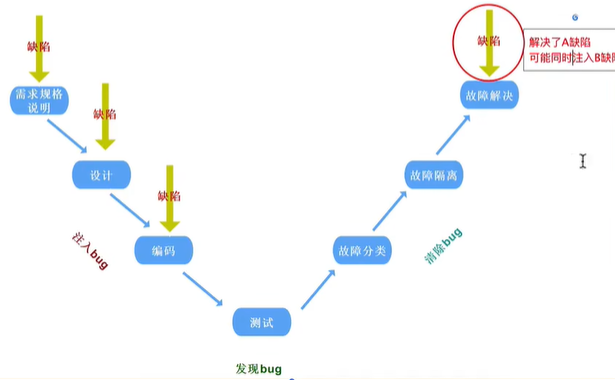 缺陷
缺陷
解决了A缺陷
可能同时注入B缺
需求规格
说明
故障解决
缺陷
设计
故障隔离
缺陷
注入bug
编码
故障分类
清除bug
测试
发现bug